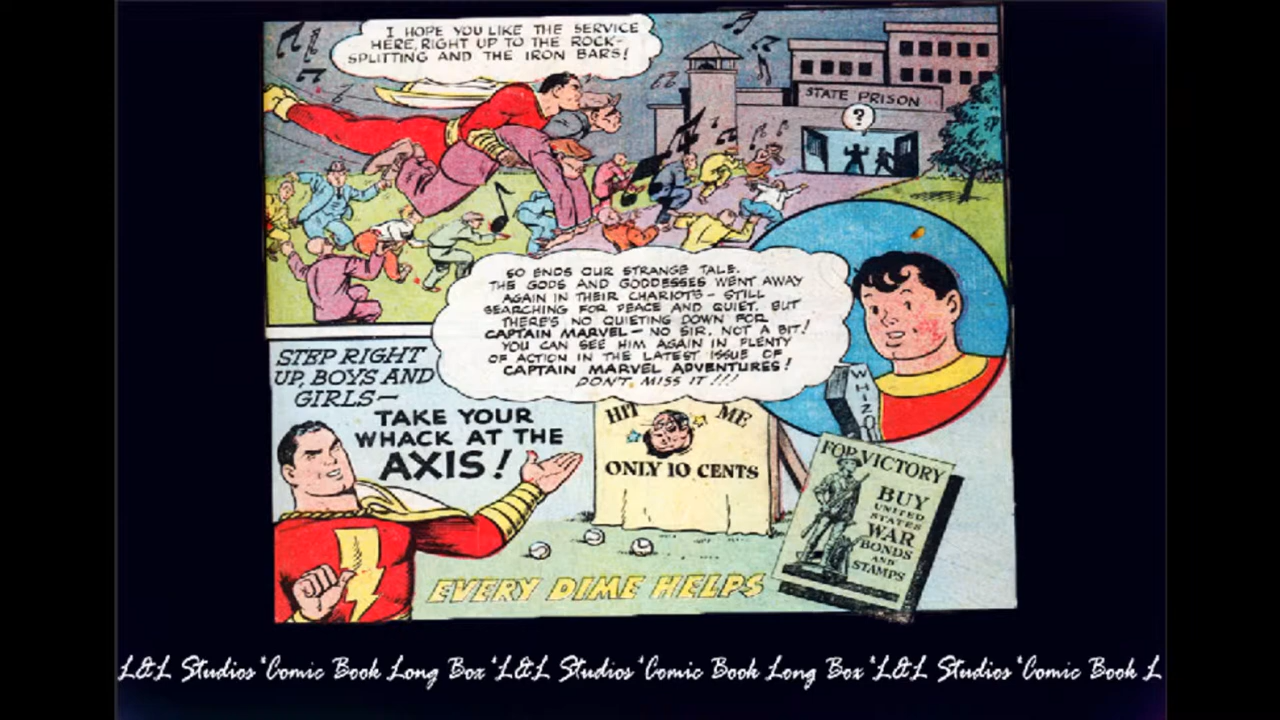 I HOPE YOU LIKE THE SERVICE
HERE, RIGHT UP TO THE ROCK-
SPLITTING AND THE IRON BARS!
STATE PRISON
?
SO ENDS OUR STRANGE TALE.
THE GODS AND GODDESSES WENT AWAY
AGAIN IN THEIR CHARIOTS - STILL
SEARCHING FOR PEACE AND QUIET. BUT
THERE'S NO QUIETING DOWN FOR
CAPTAIN MARVEL - NO SIR, NOT A BIT!
YOU CAN SEE HIM AGAIN IN PLENTY
OF ACTION IN THE LATEST ISSUE OF
CAPTAIN MARVEL ADVENTURES!
DON'T MISS IT!!!
WHIZ
STEP RIGHT
UP, BOYS AND
GIRLS-
TAKE YOUR
WHACK AT THE
AXIS!
HIT ME
ONLY 10 CENTS
FOR VICTORY
BUY
UNITED
STATES
WAR
BONDS
AND
STAMPS
EVERY DIME HELPS
L&L Studios 'Comic Book Long Box 'L&L Studios 'Comic Book Long Box 'L&L Studios 'Comic Book L